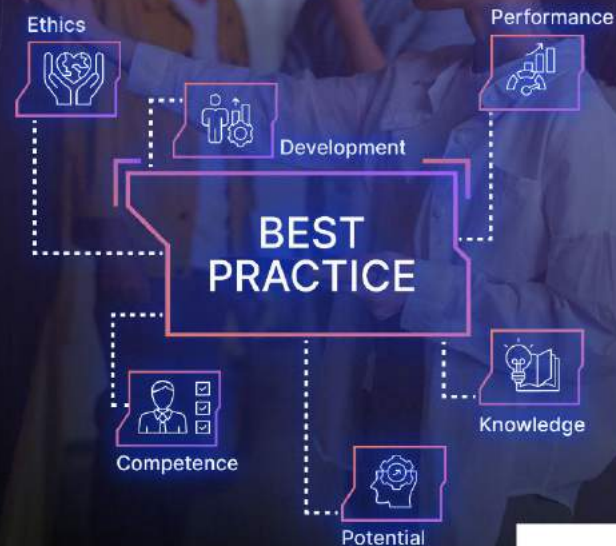 Ethics
Performance
Development
BEST
PRACTICE
Knowledge
Competence
Potential